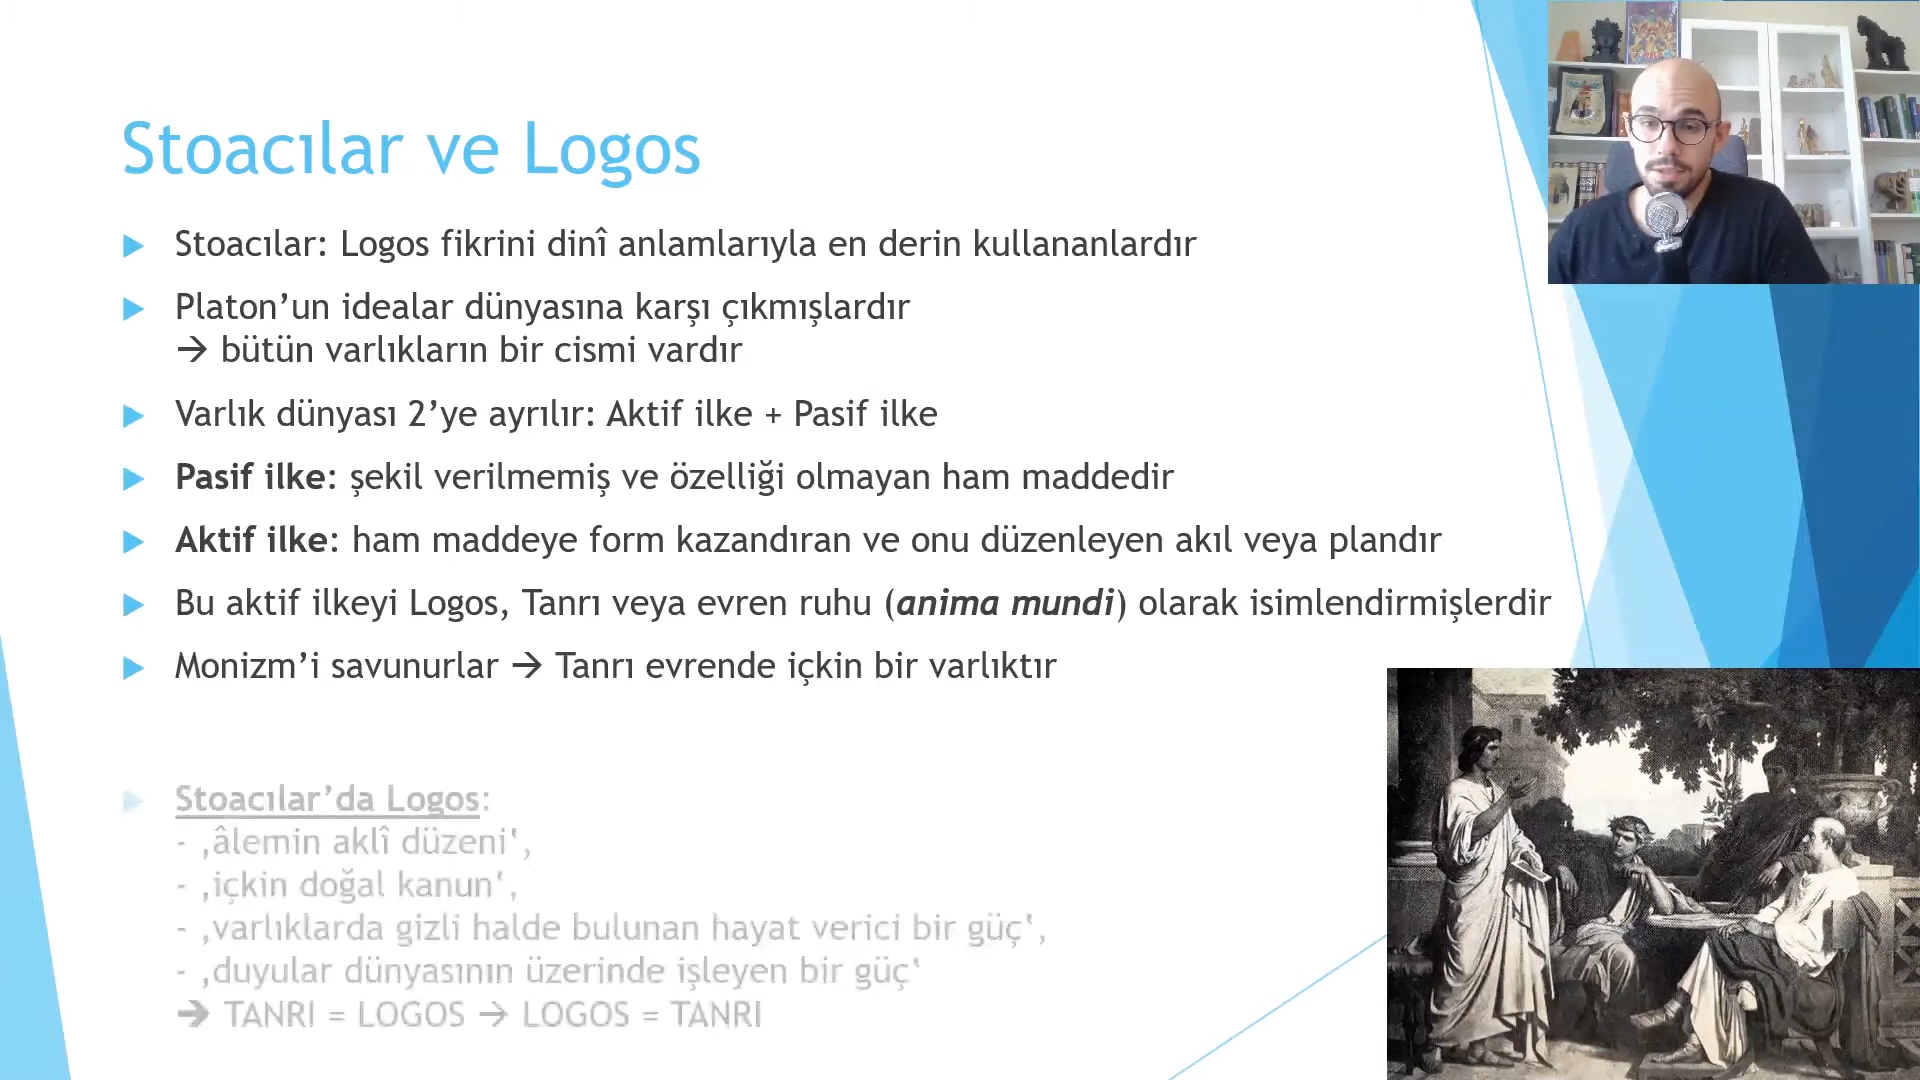 Stoacılar ve Logos
Stoacılar: Logos fikrini dinî anlamlarıyla en derin kullananlardır
Platon’un idealar dünyasına karşı çıkmışlardır
→ bütün varlıkların bir cismi vardır
Varlık dünyası 2’ye ayrılır: Aktif ilke + Pasif ilke
Pasif ilke: şekil verilmemiş ve özelliği olmayan ham maddedir
Aktif ilke: ham maddeye form kazandıran ve onu düzenleyen akıl veya plandır
Bu aktif ilkeyi Logos, Tanrı veya evren ruhu (anima mundi) olarak isimlendirmişlerdir
Monizm’i savunurlar → Tanrı evrende içkin bir varlıktır
Stoacılar’da Logos:
- ‚âlemin aklî düzeni‘,
- ‚içkin doğal kanun‘,
- ‚varlıklarda gizli halde bulunan hayat verici bir güç‘,
- ‚duyular dünyasının üzerinde işleyen bir güç‘
→ TANRI = LOGOS → LOGOS = TANRI